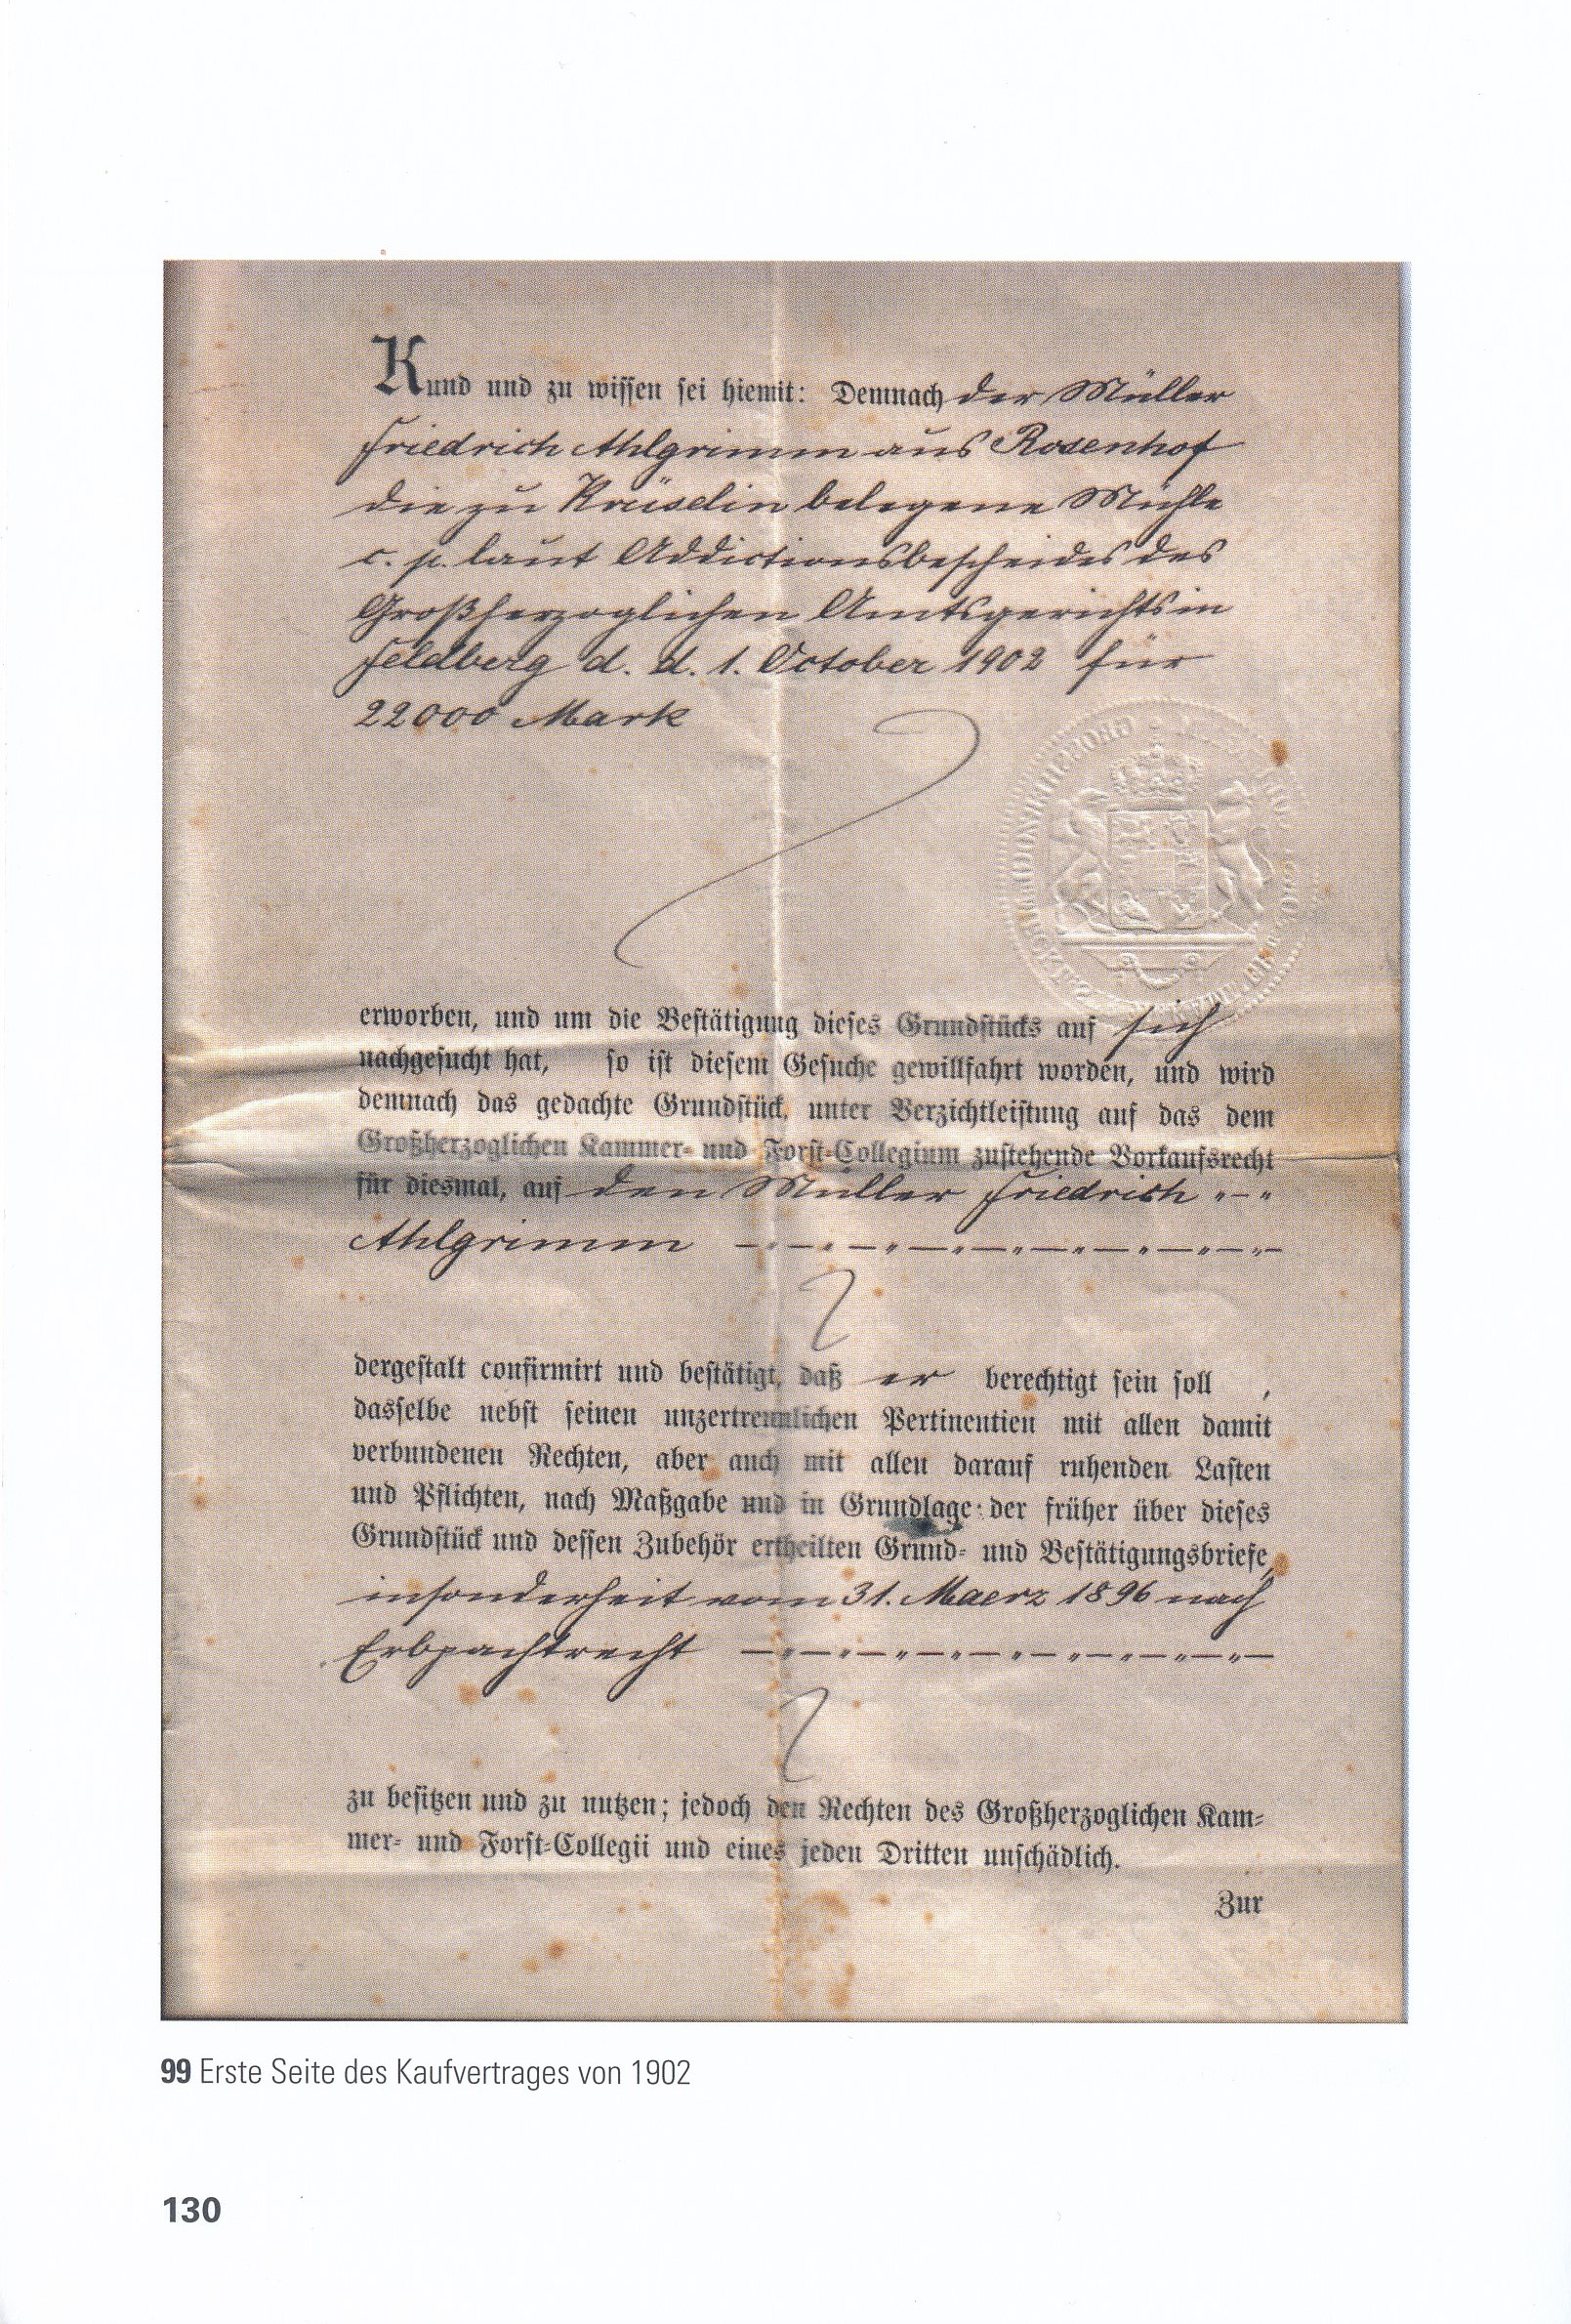 Kund und zu wissen sei hiemit: Demnach der Müller
Friedrich Ahlgrimm aus Rosenhof
die zu Krüselin belegene Mühle
c. p. laut Addictionsbescheides des
Großherzoglichen Amtsgerichts in
Feldberg d. d. 1. October 1902 für
22000 Mark
erworben, und um die Bestätigung dieses Grundstücks auf sich
nachgesucht hat, so ist diesem Gesuche gewillfahrt worden, und wird
demnach das gedachte Grundstück, unter Verzichtleistung auf das dem
Großherzoglichen Kammer- und Forst-Collegium zustehende Vorkaufsrecht
für diesmal, auf den Müller Friedrich „–„
Ahlgrimm –„–„–„–„–„–„–„–„–„–
dergestalt confirmirt und bestätigt, daß er berechtigt sein soll ,
dasselbe nebst seinen unzertrennlichen Pertinentien mit allen damit
verbundenen Rechten, aber auch mit allen darauf ruhenden Lasten
und Pflichten, nach Maßgabe und in Grundlage der früher über dieses
Grundstück und dessen Zubehör ertheilten Grund- und Bestätigungsbriefe,
insonderheit vom 31. Maerz 1896 nach
Erbpachtrecht –„–„–„–„–„–„–„–„–„–
zu besitzen und zu nutzen; jedoch den Rechten des Großherzoglichen Kam-
mer- und Forst-Collegii und eines jeden Dritten unschädlich.
Zur
99 Erste Seite des Kaufvertrages von 1902
130